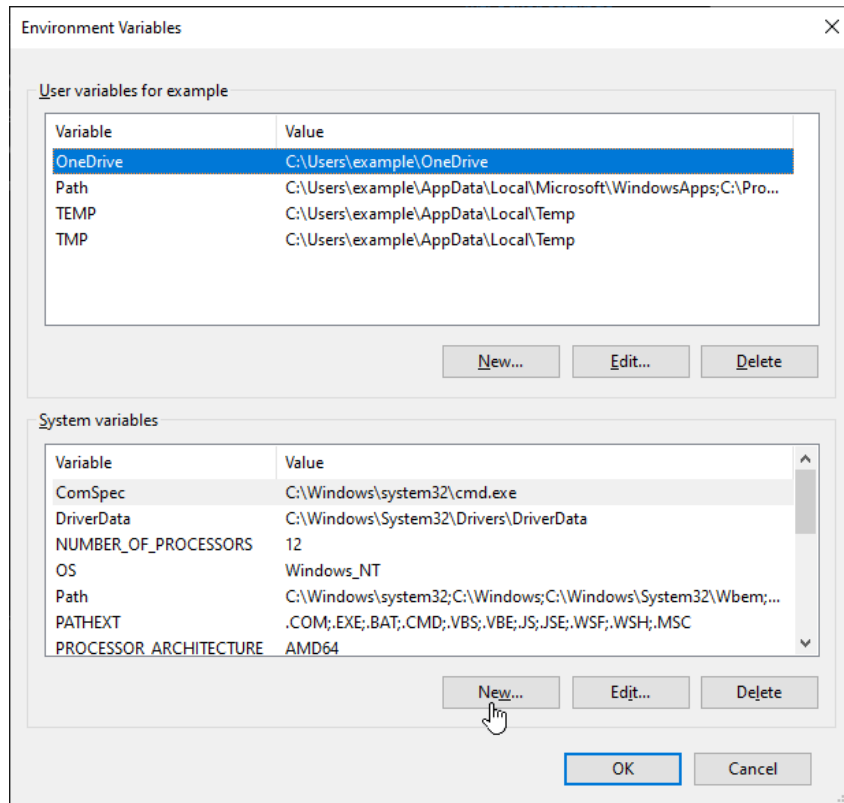 Environment Variables
User variables for example
Variable Value
OneDrive C:\Users\example\OneDrive
Path C:\Users\example\AppData\Local\Microsoft\WindowsApps;C:\Pro...
TEMP C:\Users\example\AppData\Local\Temp
TMP C:\Users\example\AppData\Local\Temp
New... Edit... Delete
System variables
Variable Value
ComSpec C:\Windows\system32\cmd.exe
DriverData C:\Windows\System32\Drivers\DriverData
NUMBER_OF_PROCESSORS 12
OS Windows_NT
Path C:\Windows\system32;C:\Windows;C:\Windows\System32\Wbem;...
PATHEXT .COM;.EXE;.BAT;.CMD;.VBS;.VBE;.JS;.JSE;.WSF;.WSH;.MSC
PROCESSOR_ARCHITECTURE AMD64
New... Edit... Delete
OK Cancel